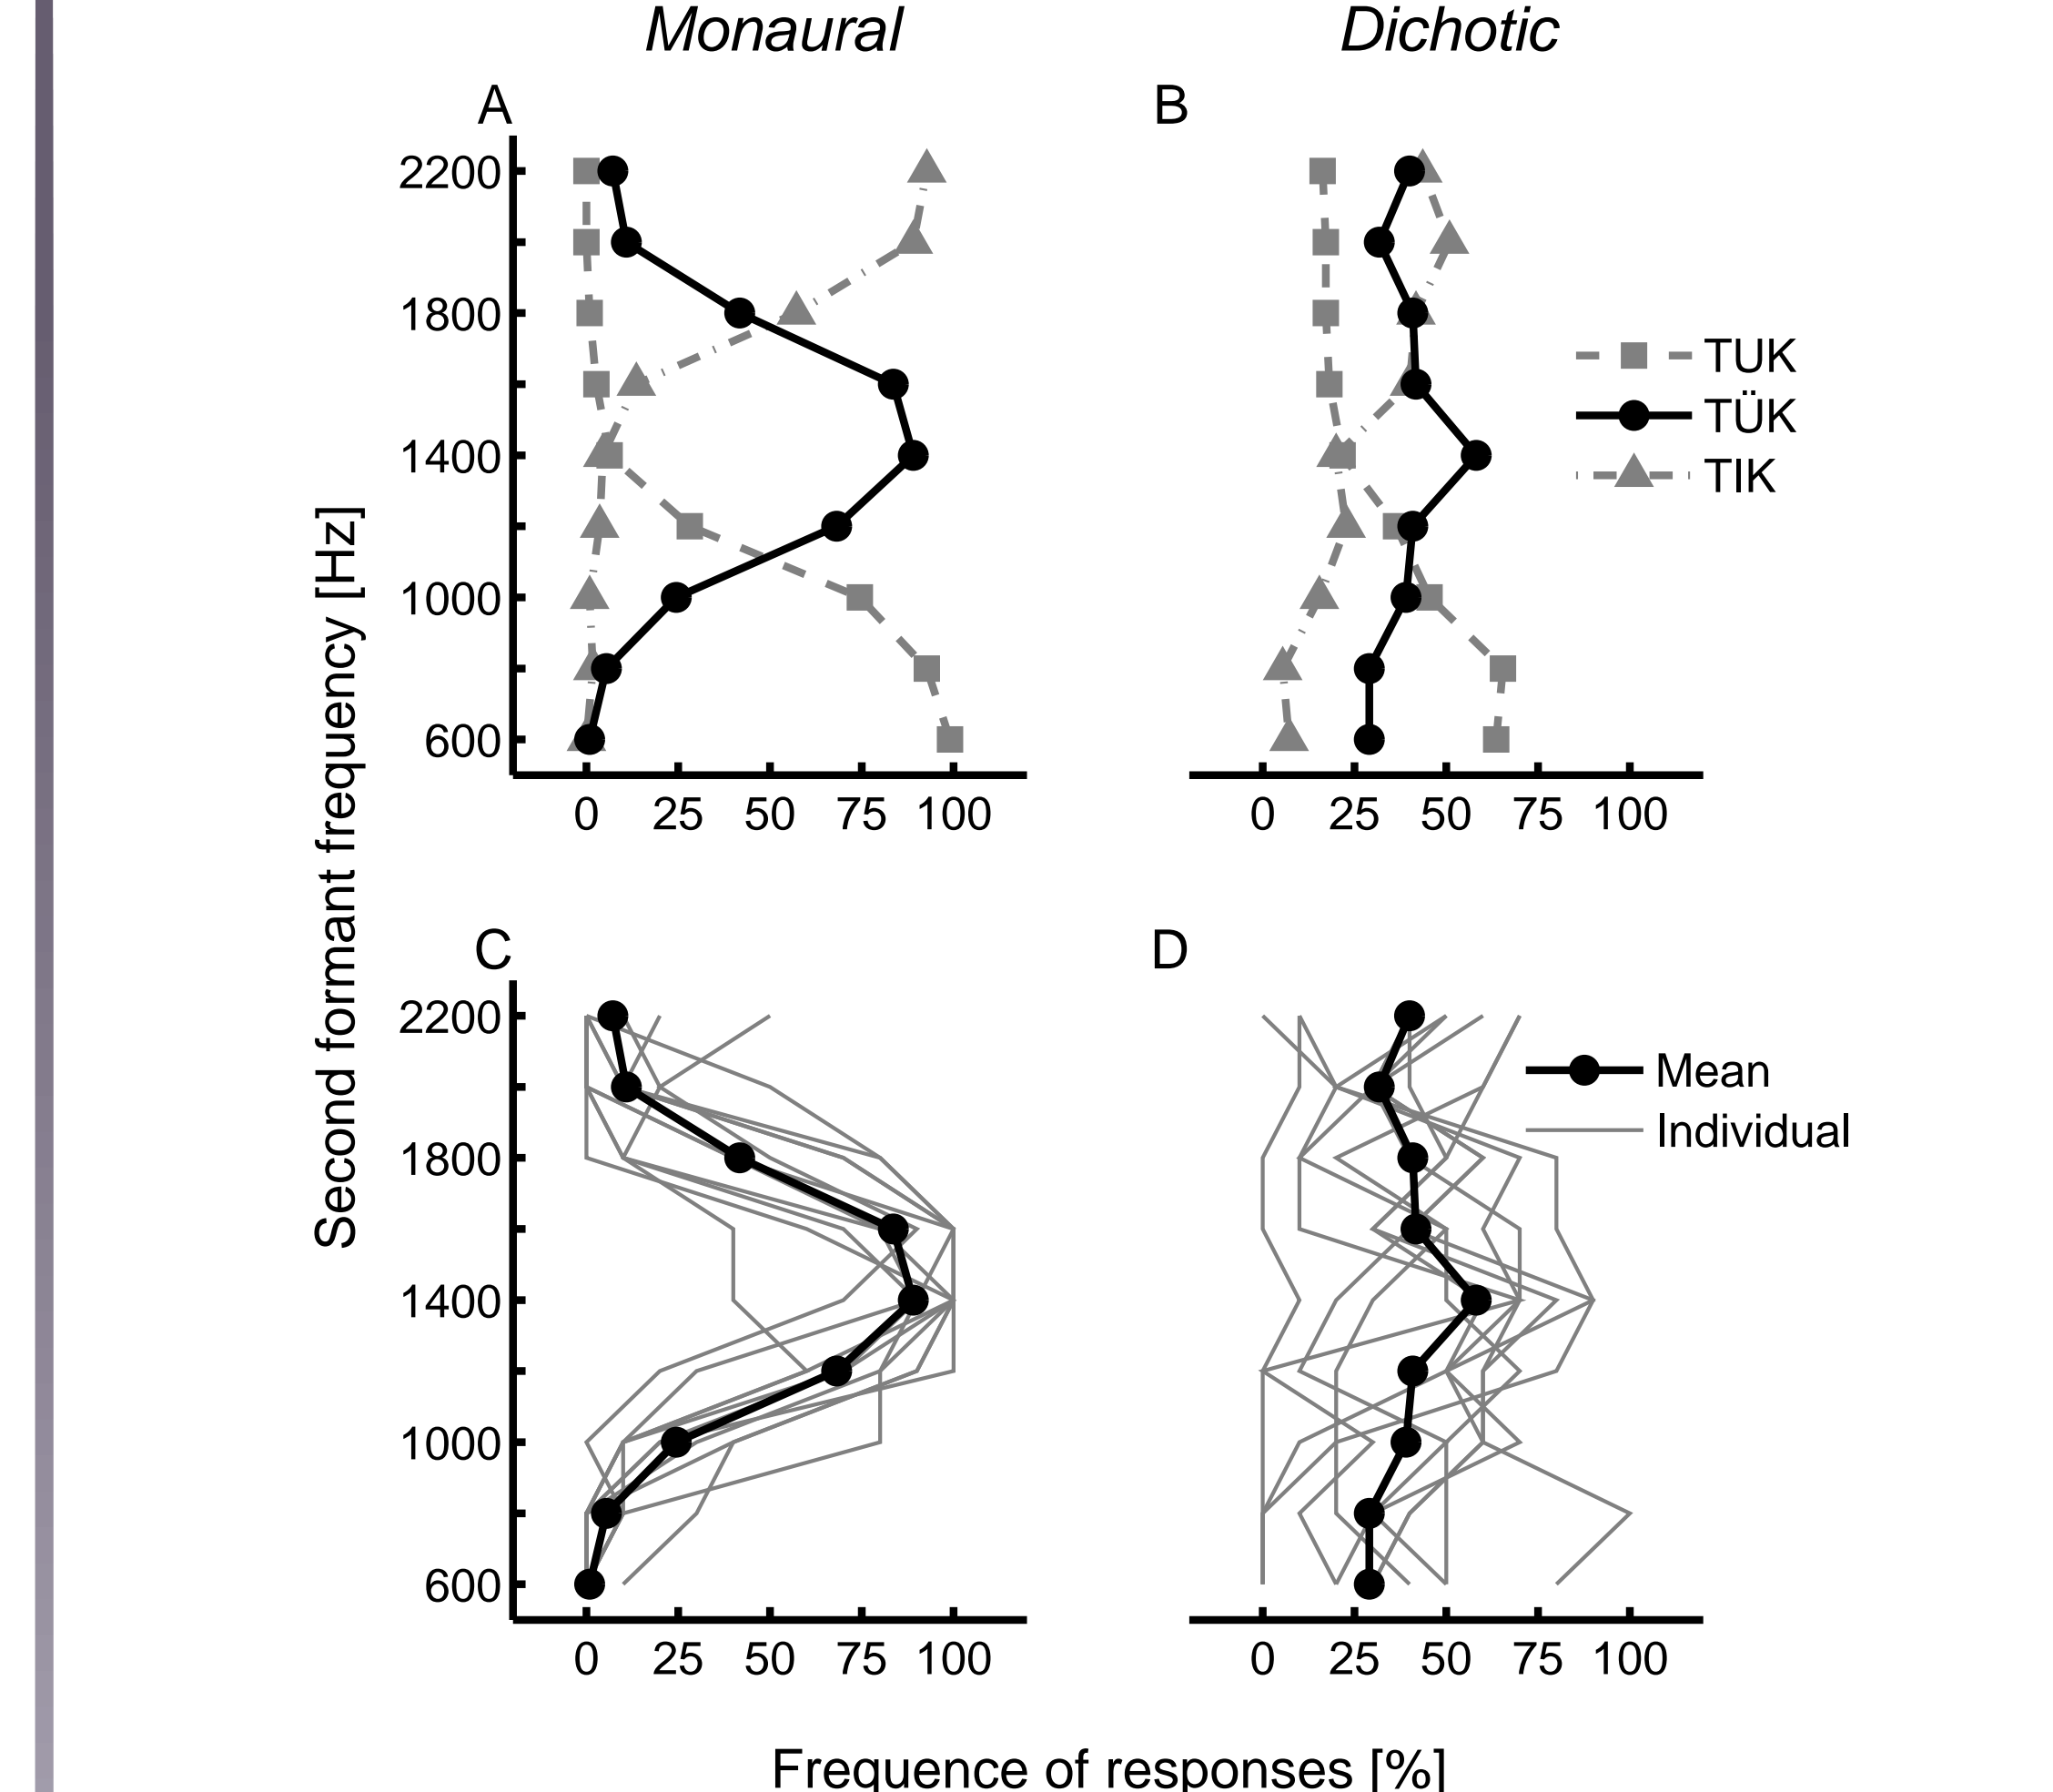 Monaural
Dichotic
A
B
2200
1800
1400
1000
600
0 25 50 75 100
0 25 50 75 100
TUK
TÜK
TIK
Second formant frequency [Hz]
C
D
2200
1800
1400
1000
600
0 25 50 75 100
0 25 50 75 100
Mean
Individual
Frequence of responses [%]